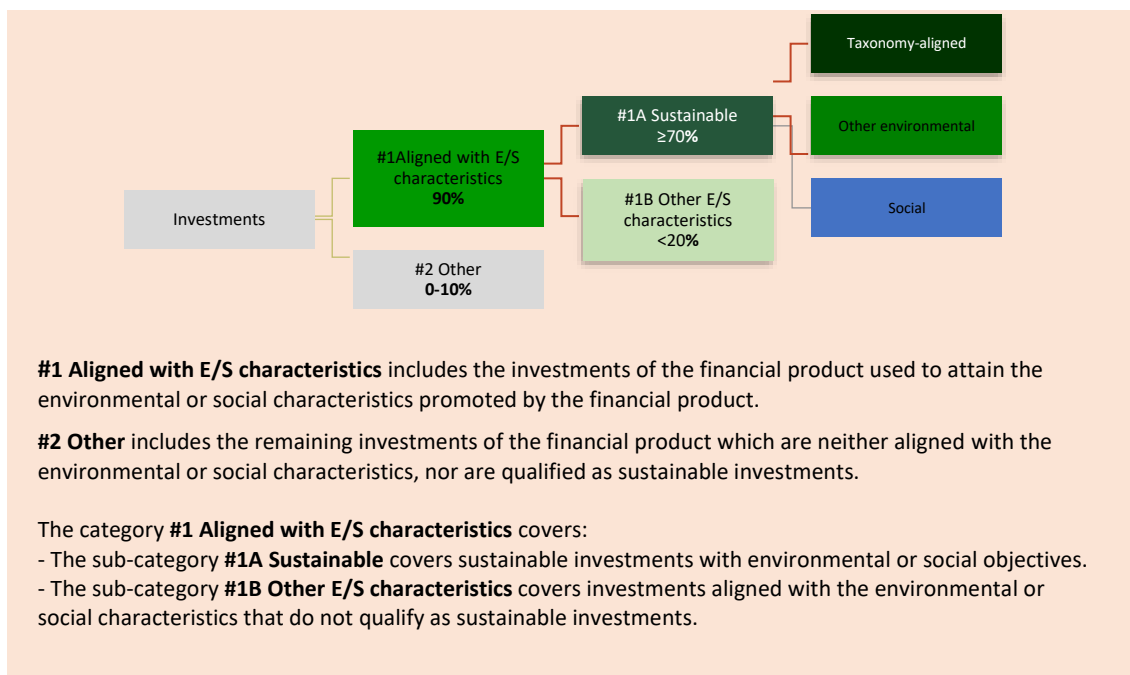 Taxonomy-aligned
#1A Sustainable
≥70%
Other environmental
#1Aligned with E/S
characteristics
90%
#1B Other E/S
characteristics
<20%
Social
Investments
#2 Other
0-10%
#1 Aligned with E/S characteristics includes the investments of the financial product used to attain the
environmental or social characteristics promoted by the financial product.
#2 Other includes the remaining investments of the financial product which are neither aligned with the
environmental or social characteristics, nor are qualified as sustainable investments.
The category #1 Aligned with E/S characteristics covers:
- The sub-category #1A Sustainable covers sustainable investments with environmental or social objectives.
- The sub-category #1B Other E/S characteristics covers investments aligned with the environmental or
social characteristics that do not qualify as sustainable investments.